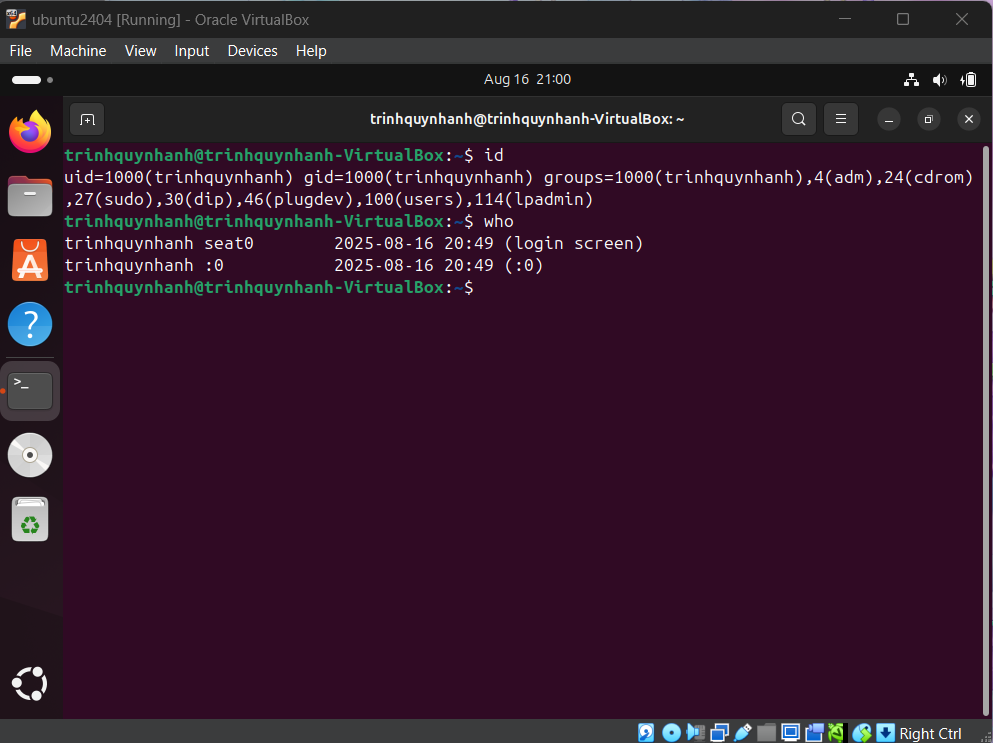 ubuntu2404 [Running] - Oracle VirtualBox
File Machine View Input Devices Help
Aug 16 21:00
trinhquynhanh@trinhquynhanh-VirtualBox: ~
trinhquynhanh@trinhquynhanh-VirtualBox:~$ id
uid=1000(trinhquynhanh) gid=1000(trinhquynhanh) groups=1000(trinhquynhanh),4(adm),24(cdrom)
,27(sudo),30(dip),46(plugdev),100(users),114(lpadmin)
trinhquynhanh@trinhquynhanh-VirtualBox:~$ who
trinhquynhanh seat0        2025-08-16 20:49 (login screen)
trinhquynhanh :0           2025-08-16 20:49 (:0)
trinhquynhanh@trinhquynhanh-VirtualBox:~$
Right Ctrl